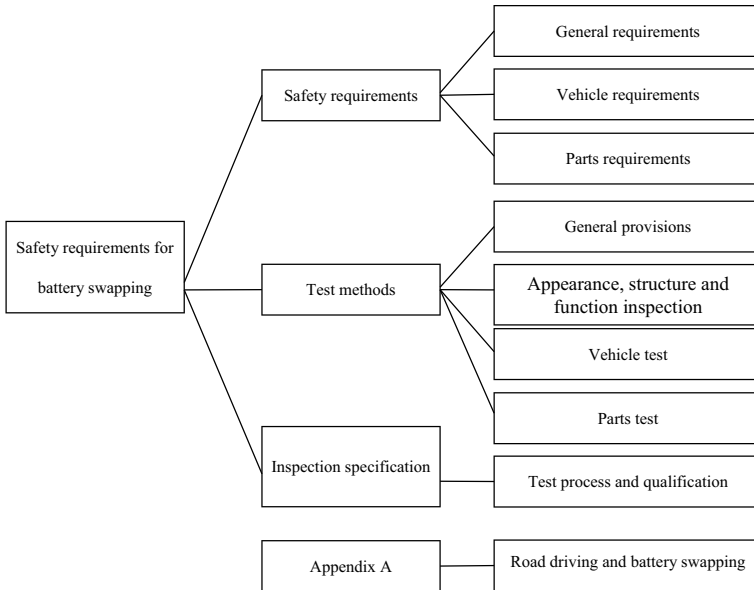 Safety requirements for
battery swapping
Safety requirements
General requirements
Vehicle requirements
Parts requirements
Test methods
General provisions
Appearance, structure and
function inspection
Vehicle test
Parts test
Inspection specification
Test process and qualification
Appendix A
Road driving and battery swapping